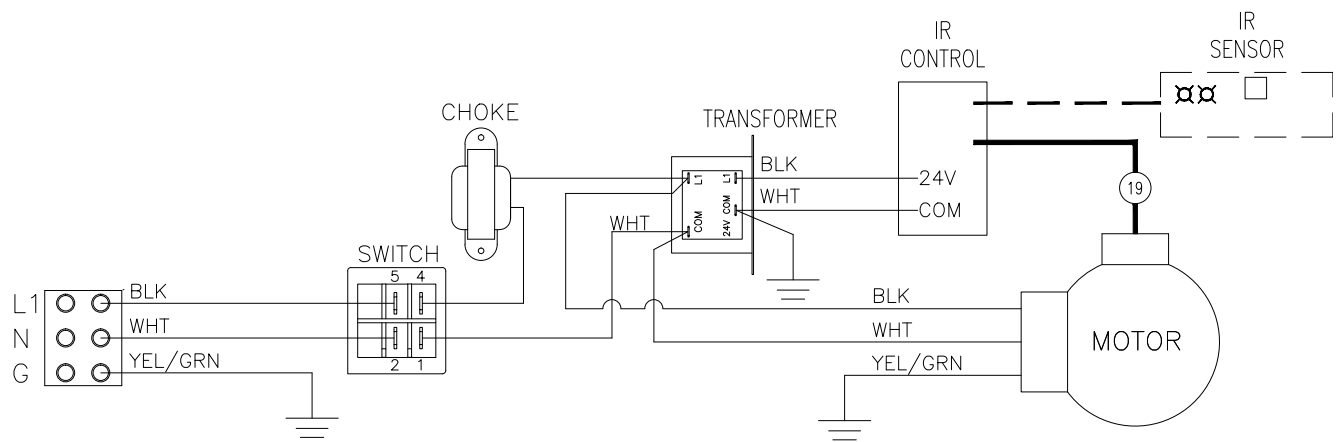 IR
CONTROL
IR
SENSOR
CHOKE
TRANSFORMER
BLK
WHT
24V
COM
L1
L1
COM
24V COM
19
WHT
SWITCH
5 4
2 1
L1
N
G
BLK
WHT
YEL/GRN
BLK
WHT
YEL/GRN
MOTOR